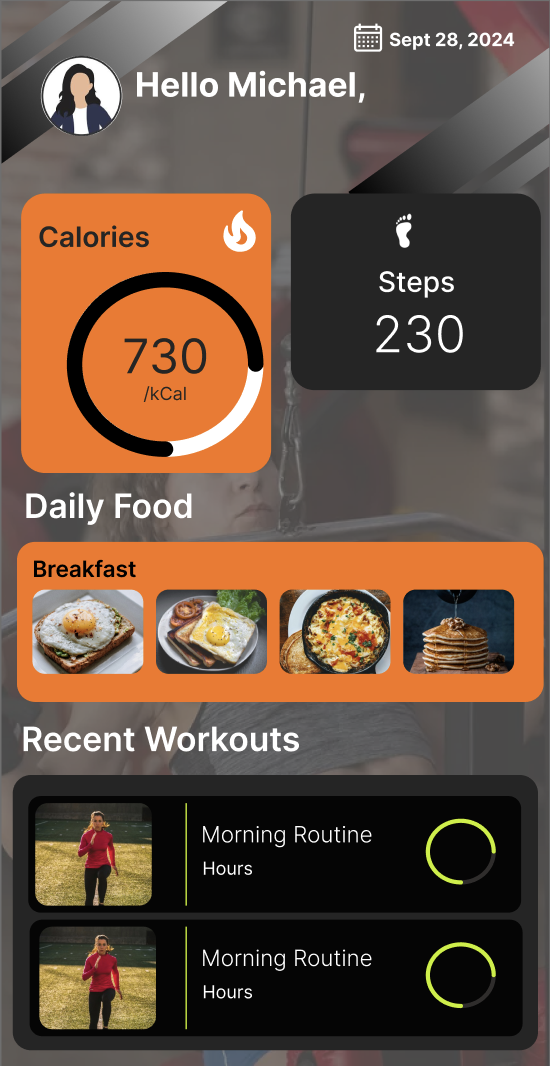 Sept 28, 2024
Hello Michael,
Calories
730
/kCal
Steps
230
Daily Food
Breakfast
Recent Workouts
Morning Routine
Hours
Morning Routine
Hours